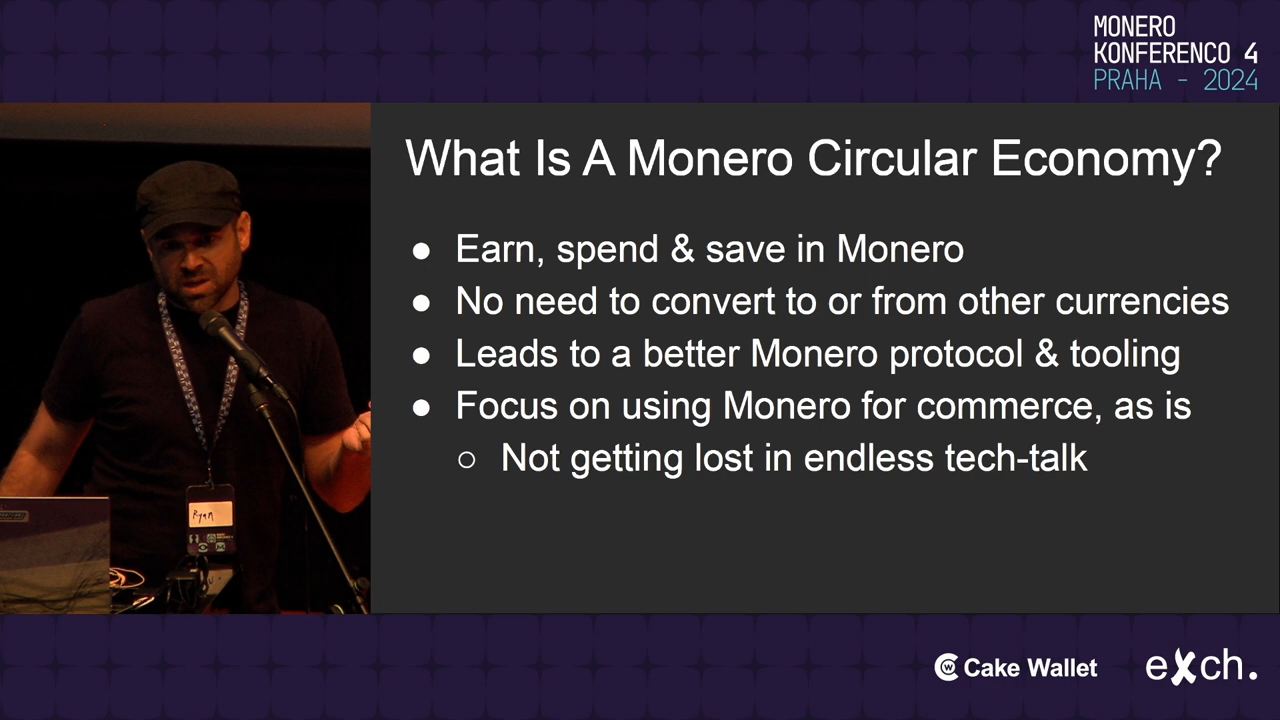 MONERO
KONFERENCO 4
PRAHA - 2024
What Is A Monero Circular Economy?
● Earn, spend & save in Monero
● No need to convert to or from other currencies
● Leads to a better Monero protocol & tooling
● Focus on using Monero for commerce, as is
○ Not getting lost in endless tech-talk
Ryan
Cake Wallet
eXch.